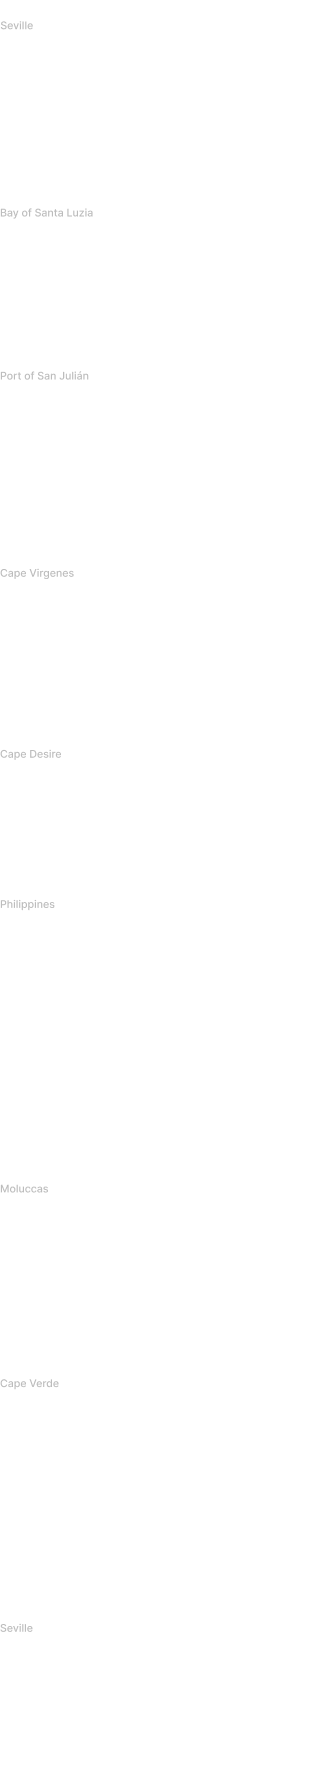 Seville
Bay of Santa Luzia
Port of San Julián
Cape Virgenes
Cape Desire
Philippines
Moluccas
Cape Verde
Seville